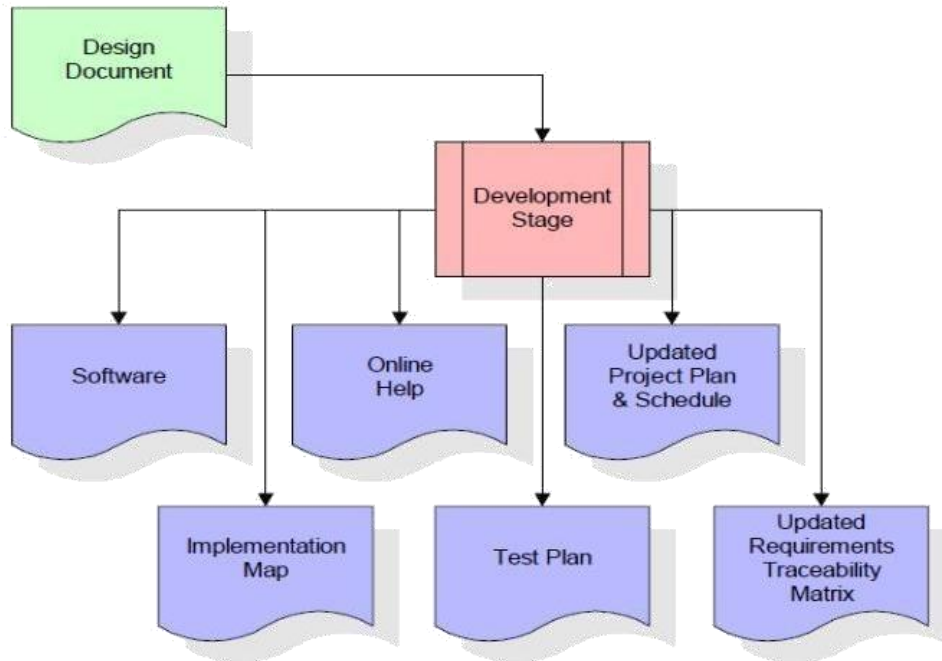 Design
Document
Development
Stage
Software
Online
Help
Updated
Project Plan
& Schedule
Implementation
Map
Test Plan
Updated
Requirements
Traceability
Matrix